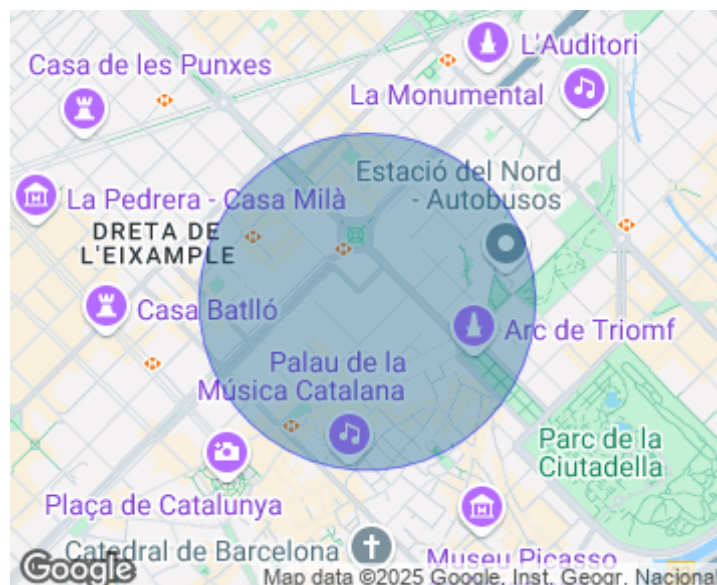 L'Auditori
Casa de les Punxes
La Monumental
Estació del Nord
- Autobusos
La Pedrera - Casa Milà
DRETA DE
L'EIXAMPLE
Casa Batlló
Arc de Triomf
Palau de la
Música Catalana
Parc de la
Ciutadella
Plaça de Catalunya
Catedral de Barcelona
Museu Picasso
Google
Map data ©2025 Google, Inst. Geogr. Nacional